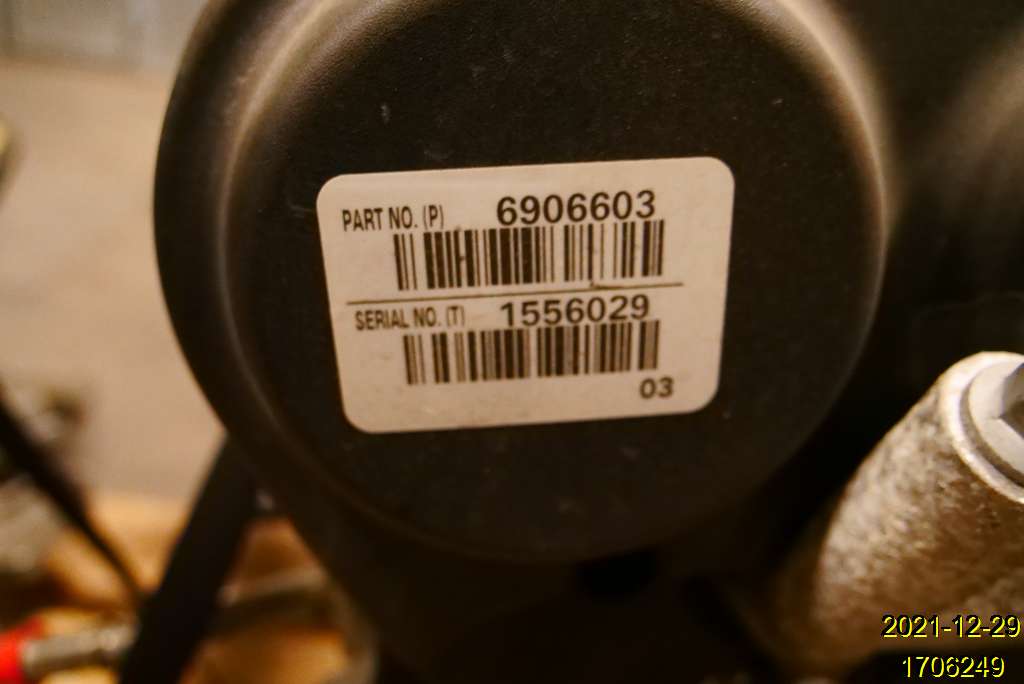 PART NO. (P) 6906603
SERIAL NO. (T) 1556029
03
2021-12-29
1706249